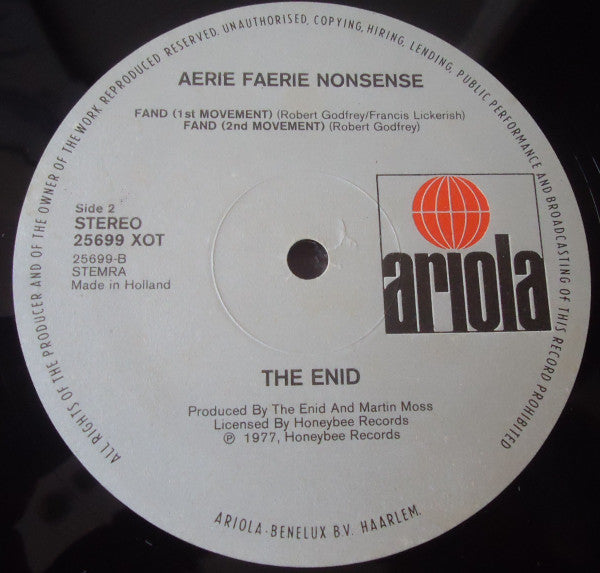 ALL RIGHTS OF THE PRODUCER AND OF THE OWNER OF THE WORK REPRODUCED RESERVED. UNAUTHORISED, COPYING, HIRING, LENDING, PUBLIC PERFORMANCE AND BROADCASTING OF THIS RECORD PROHIBITED
AERIE FAERIE NONSENSE
FAND (1st MOVEMENT) (Robert Godfrey/Francis Lickerish)
FAND (2nd MOVEMENT) (Robert Godfrey)
Side 2
STEREO
25699 XOT
25699-B
STEMRA
Made in Holland
ariola
THE ENID
Produced By The Enid And Martin Moss
Licensed By Honeybee Records
℗ 1977, Honeybee Records
ARIOLA-BENELUX B.V. HAARLEM.